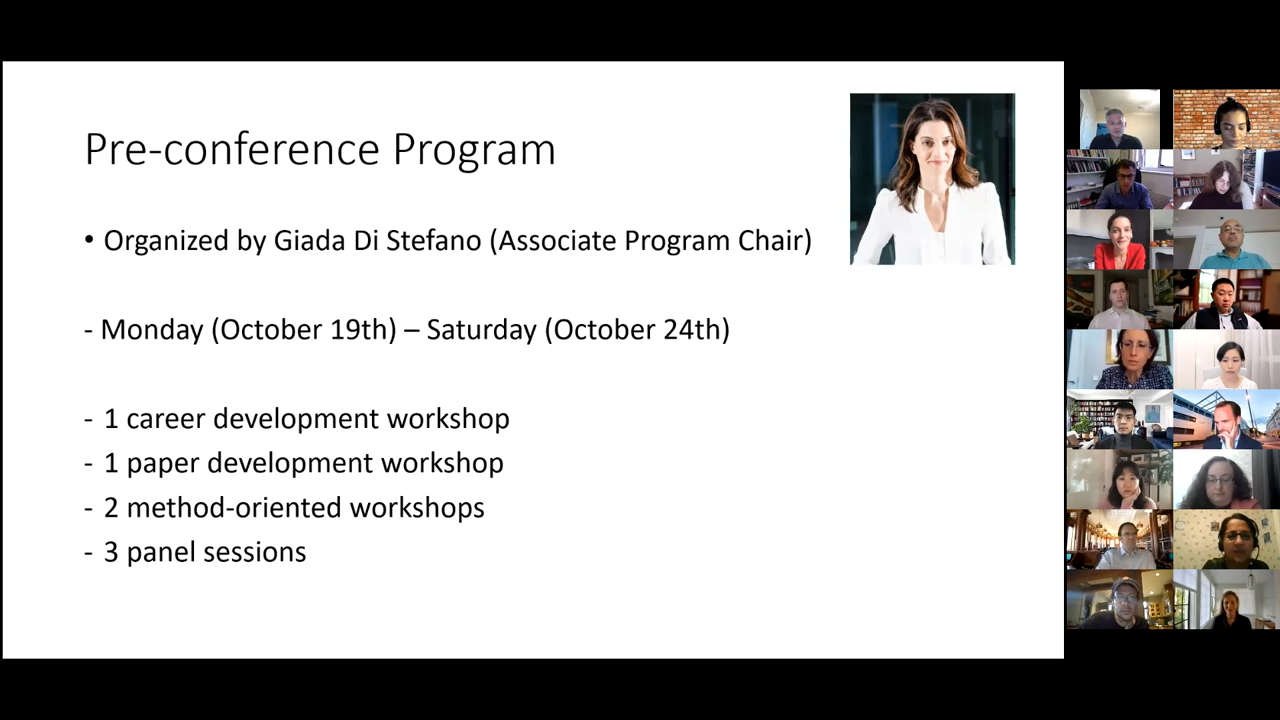 Pre-conference Program
• Organized by Giada Di Stefano (Associate Program Chair)
- Monday (October 19th) – Saturday (October 24th)
- 1 career development workshop
- 1 paper development workshop
- 2 method-oriented workshops
- 3 panel sessions